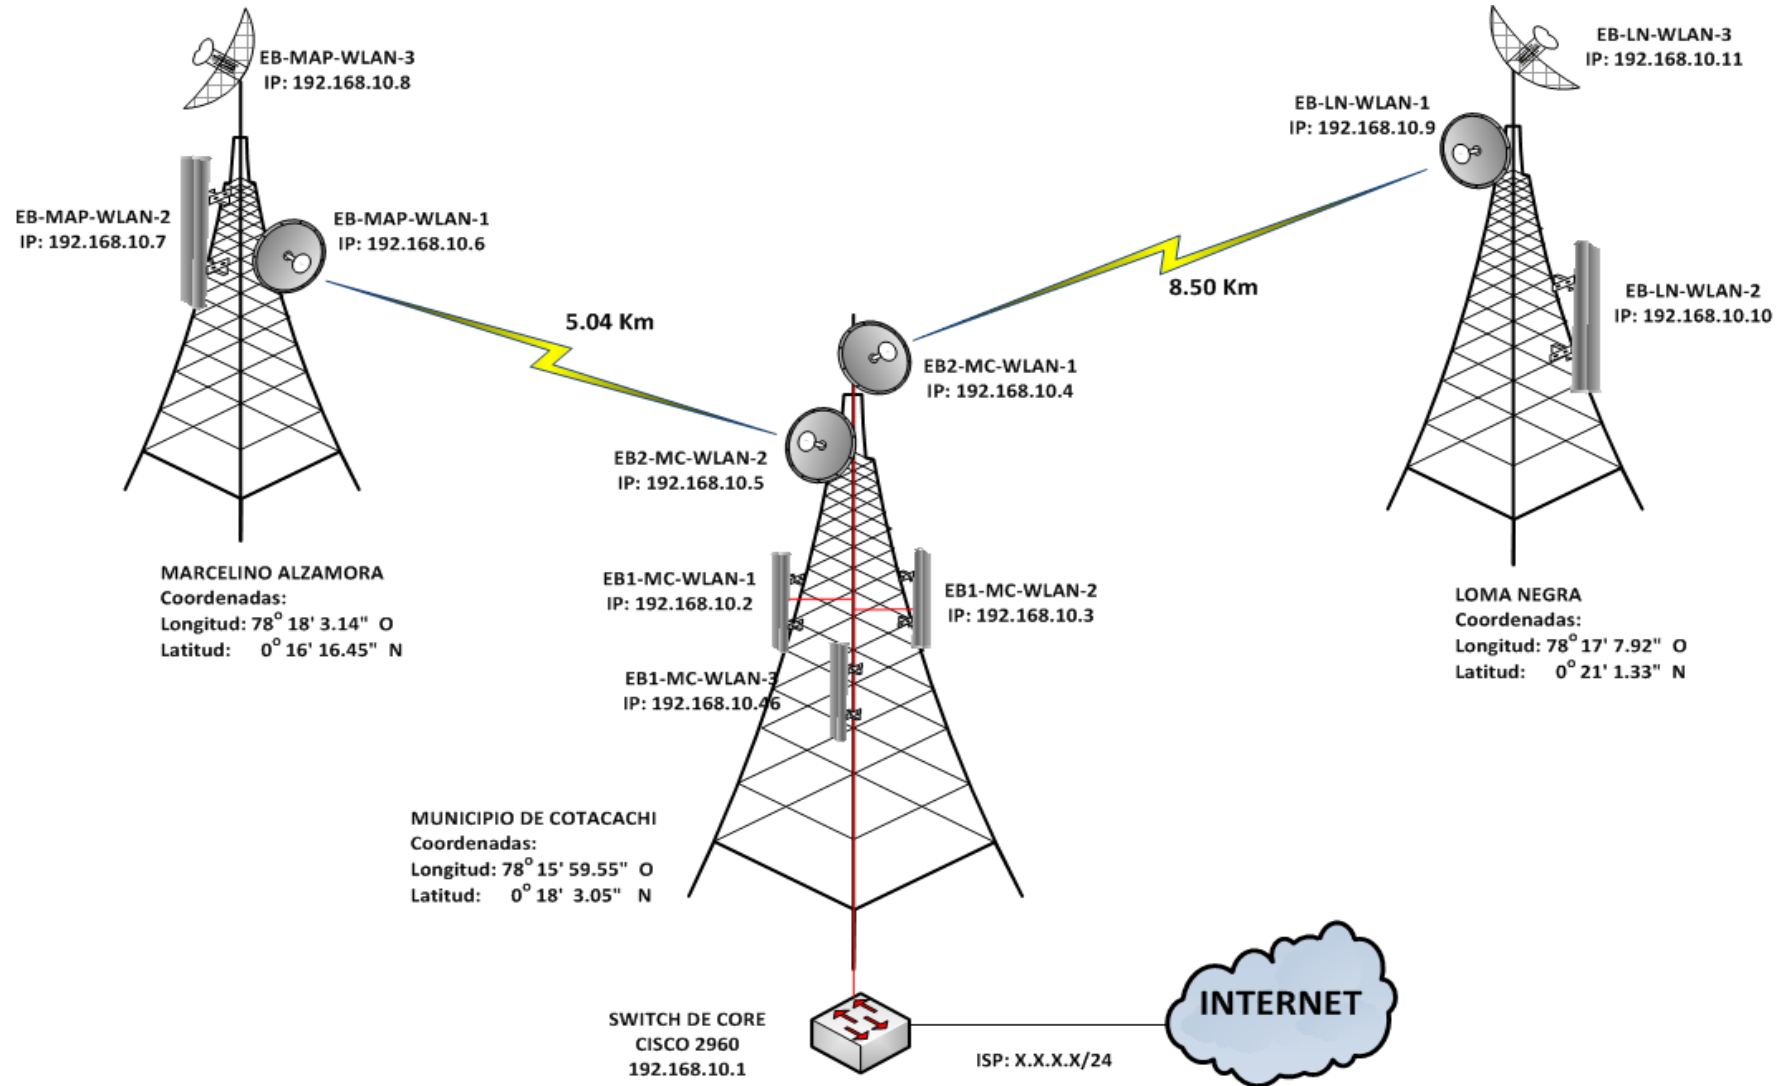 EB-MAP-WLAN-3
IP: 192.168.10.8
EB-LN-WLAN-3
IP: 192.168.10.11
EB-LN-WLAN-1
IP: 192.168.10.9
EB-MAP-WLAN-2
IP: 192.168.10.7
EB-MAP-WLAN-1
IP: 192.168.10.6
8.50 Km
EB-LN-WLAN-2
IP: 192.168.10.10
5.04 Km
EB2-MC-WLAN-1
IP: 192.168.10.4
EB2-MC-WLAN-2
IP: 192.168.10.5
MARCELINO ALZAMORA
Coordenadas:
Longitud: 78° 18' 3.14" O
Latitud: 0° 16' 16.45" N
EB1-MC-WLAN-1
IP: 192.168.10.2
EB1-MC-WLAN-2
IP: 192.168.10.3
LOMA NEGRA
Coordenadas:
Longitud: 78° 17' 7.92" O
Latitud: 0° 21' 1.33" N
EB1-MC-WLAN-3
IP: 192.168.10.46
MUNICIPIO DE COTACACHI
Coordenadas:
Longitud: 78° 15' 59.55" O
Latitud: 0° 18' 3.05" N
INTERNET
SWITCH DE CORE
CISCO 2960
192.168.10.1
ISP: X.X.X.X/24